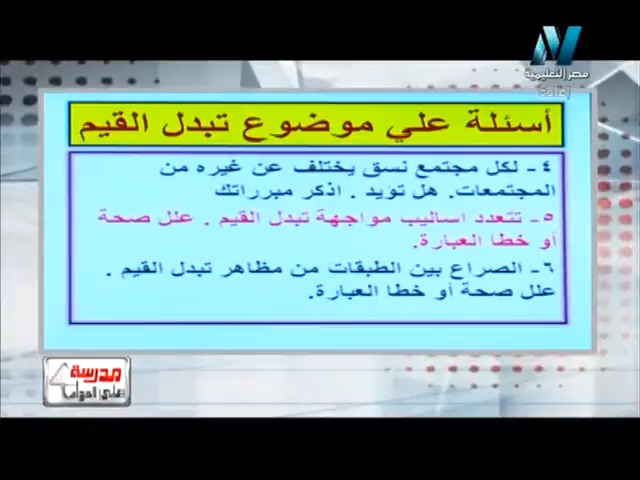 مصر التعليمية
إعادة
أسئلة علي موضوع تبدل القيم
٤- لكل مجتمع نسق يختلف عن غيره من
المجتمعات. هل تؤيد . اذكر مبرراتك
٥- تتعدد اساليب مواجهة تبدل القيم . علل صحة
أو خطا العبارة.
٦- الصراع بين الطبقات من مظاهر تبدل القيم .
علل صحة أو خطا العبارة.
مدرسة
على الهواء